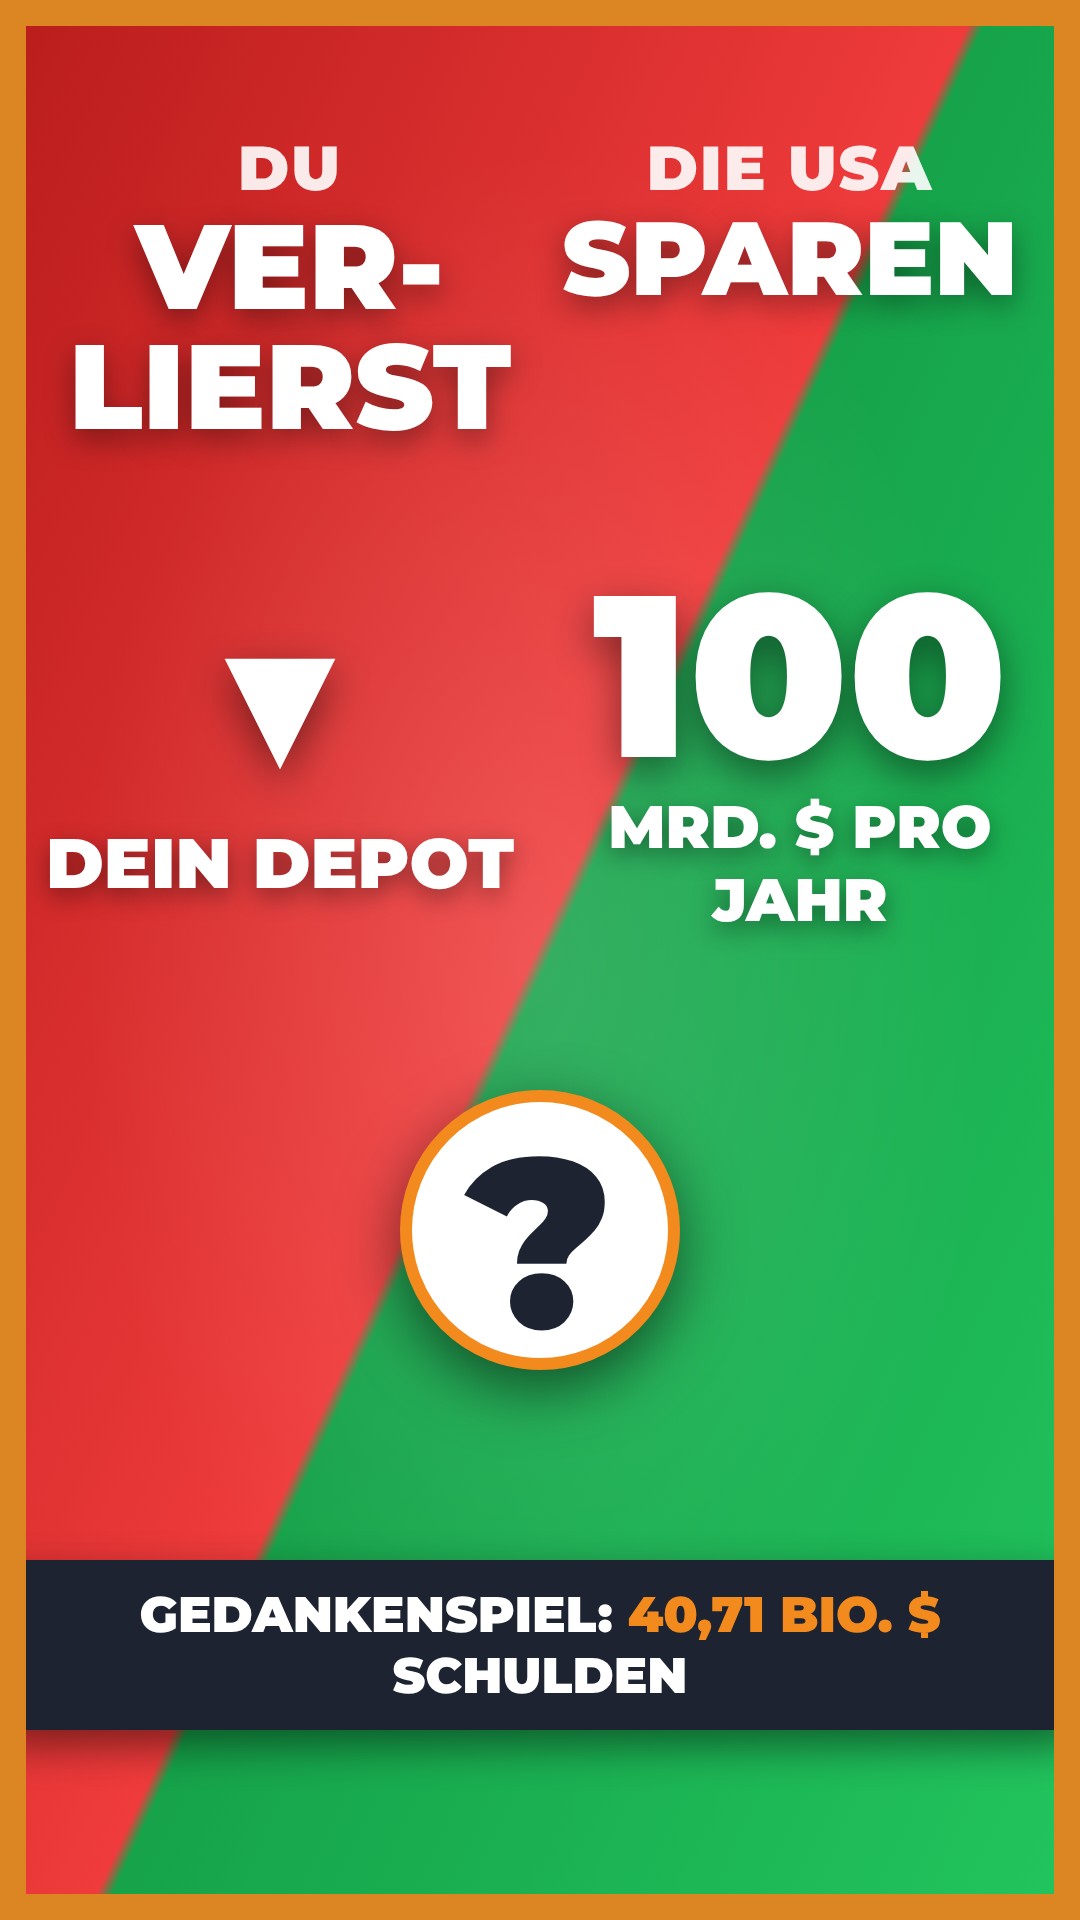 DU
VER-
LIERST
DIE USA
SPAREN
▼
DEIN DEPOT
100
MRD. $ PRO
JAHR
?
GEDANKENSPIEL: 40,71 BIO. $
SCHULDEN